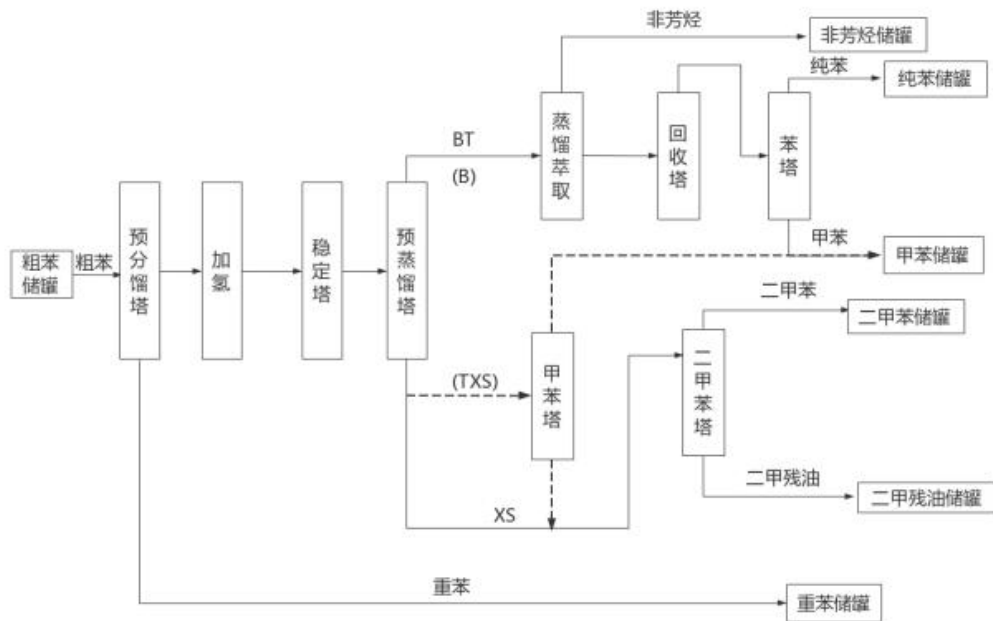 非芳烃
非芳烃储罐
纯苯
纯苯储罐
蒸馏萃取
回收塔
苯塔
BT
(B)
粗苯
储罐
粗苯
预分馏塔
加氢
稳定塔
预蒸馏塔
甲苯
甲苯储罐
二甲苯
二甲苯储罐
(TXS)
甲苯塔
二甲苯塔
二甲残油
二甲残油储罐
XS
重苯
重苯储罐